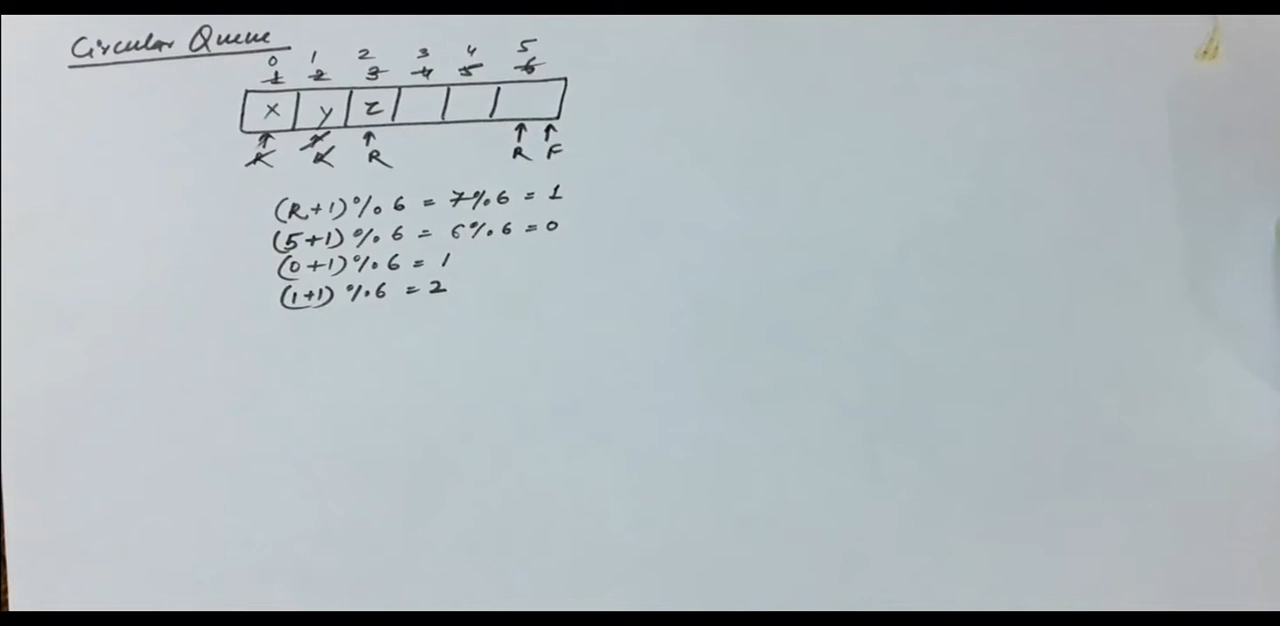 Circular Queue
0 1 2 3 4 5
1 2 3 4 5 6
x y z
R R R R F
(R+1)%6 = 7%6 = 1
(5+1)%6 = 6%6 = 0
(0+1)%6 = 1
(1+1)%6 = 2